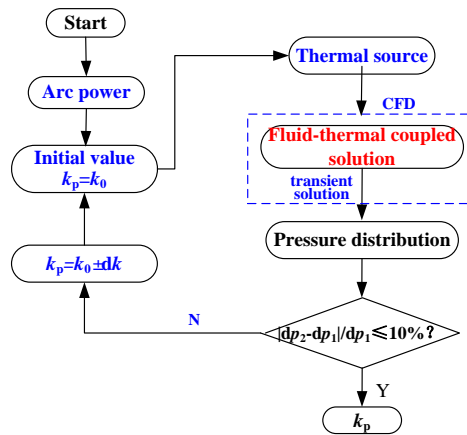 Start
Arc power
Initial value
kp=k0
kp=k0±dk
Thermal source
CFD
Fluid-thermal coupled
solution
transient
solution
Pressure distribution
|dp2-dp1|/dp1≤10%?
N
Y
kp